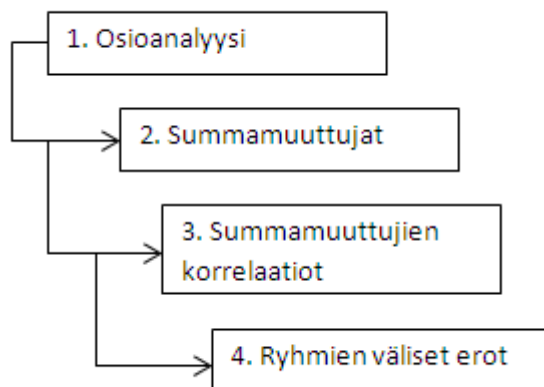 1. Osioanalyysi
2. Summamuuttujat
3. Summamuuttujien
korrelaatiot
4. Ryhmien väliset erot